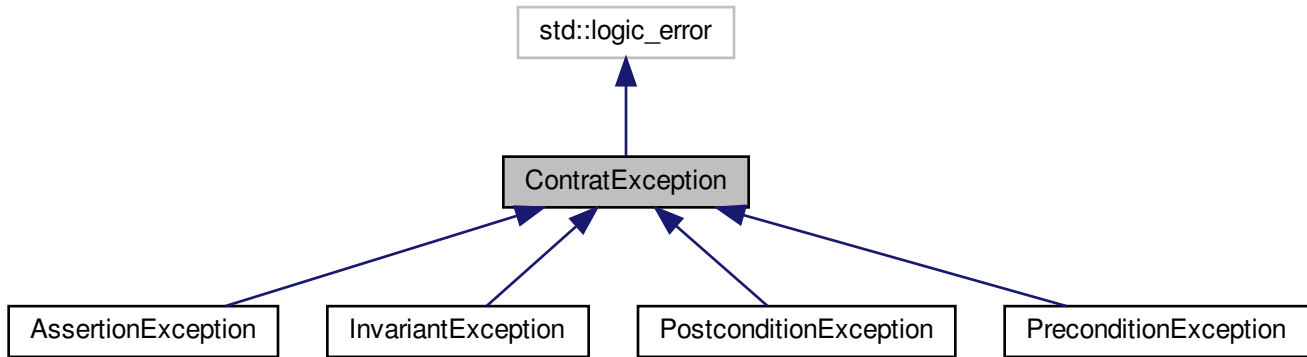 std::logic_error
ContratException
AssertionException
InvariantException
PostconditionException
PreconditionException